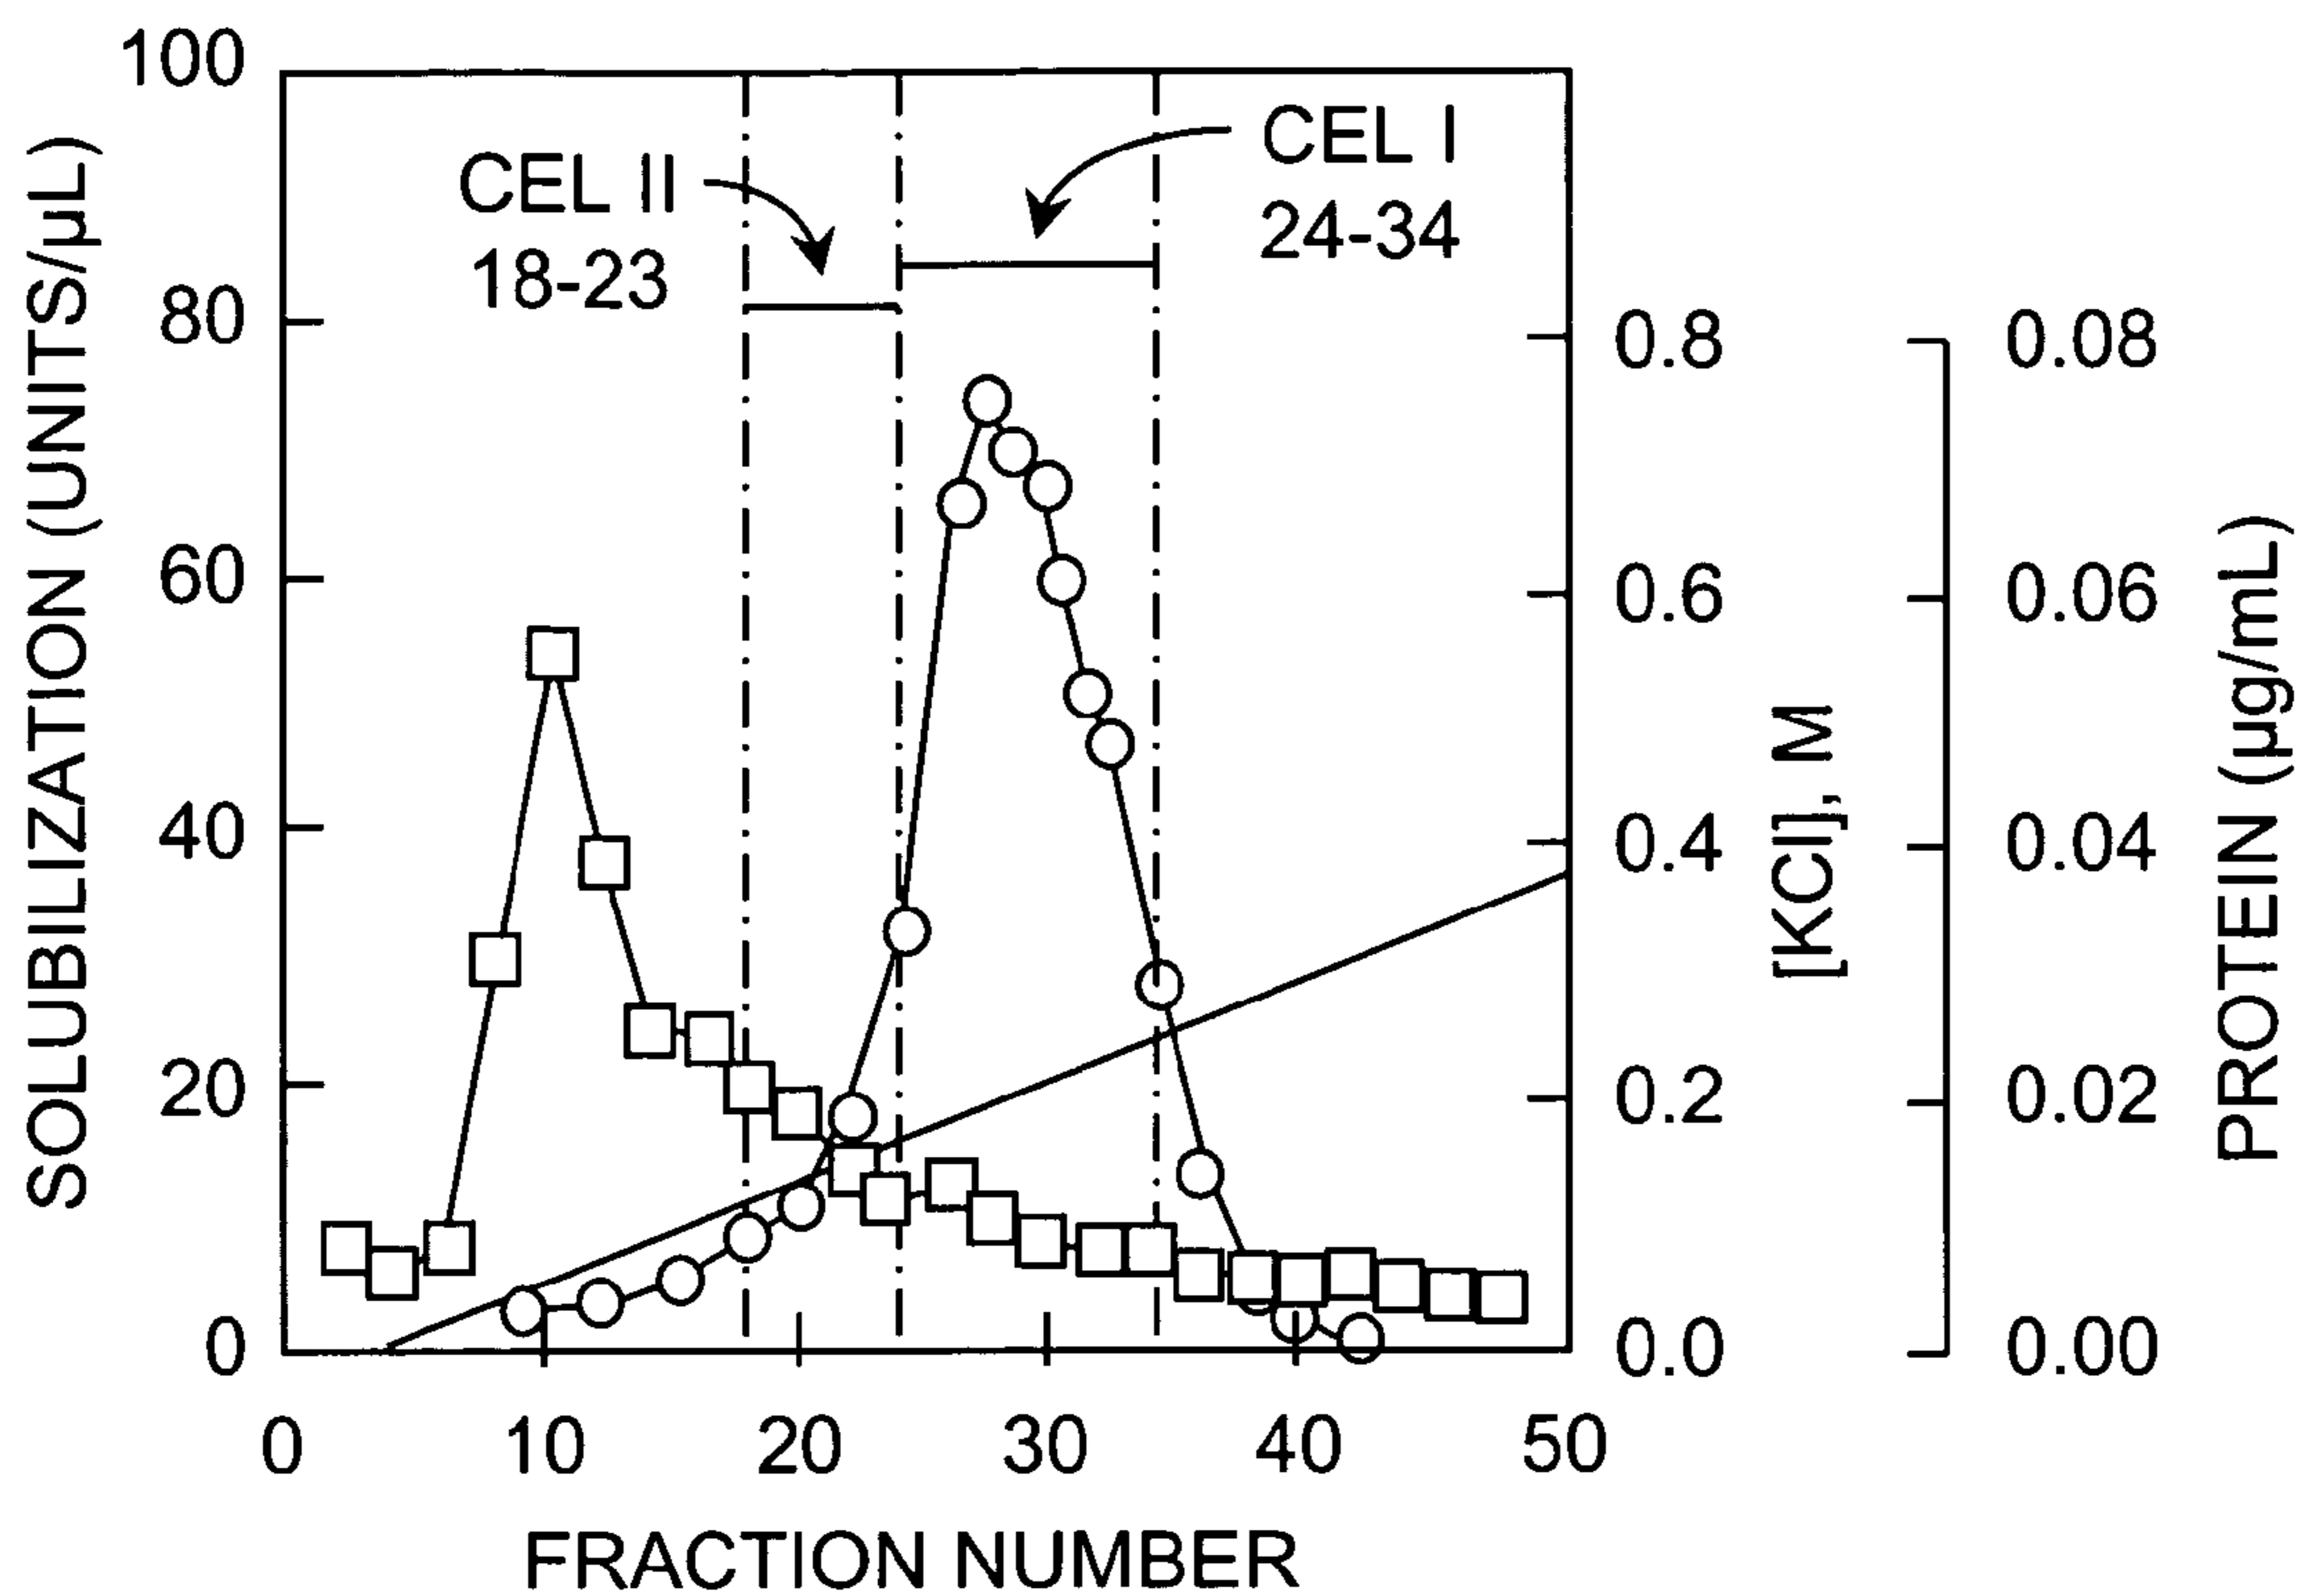 SOLUBILIZATION (UNITS/µL)
100
80
60
40
20
0
CEL II
18-23
CEL I
24-34
0.8
0.6
0.4
0.2
0.0
[KCl], M
0.08
0.06
0.04
0.02
0.00
PROTEIN (µg/mL)
0 10 20 30 40 50
FRACTION NUMBER